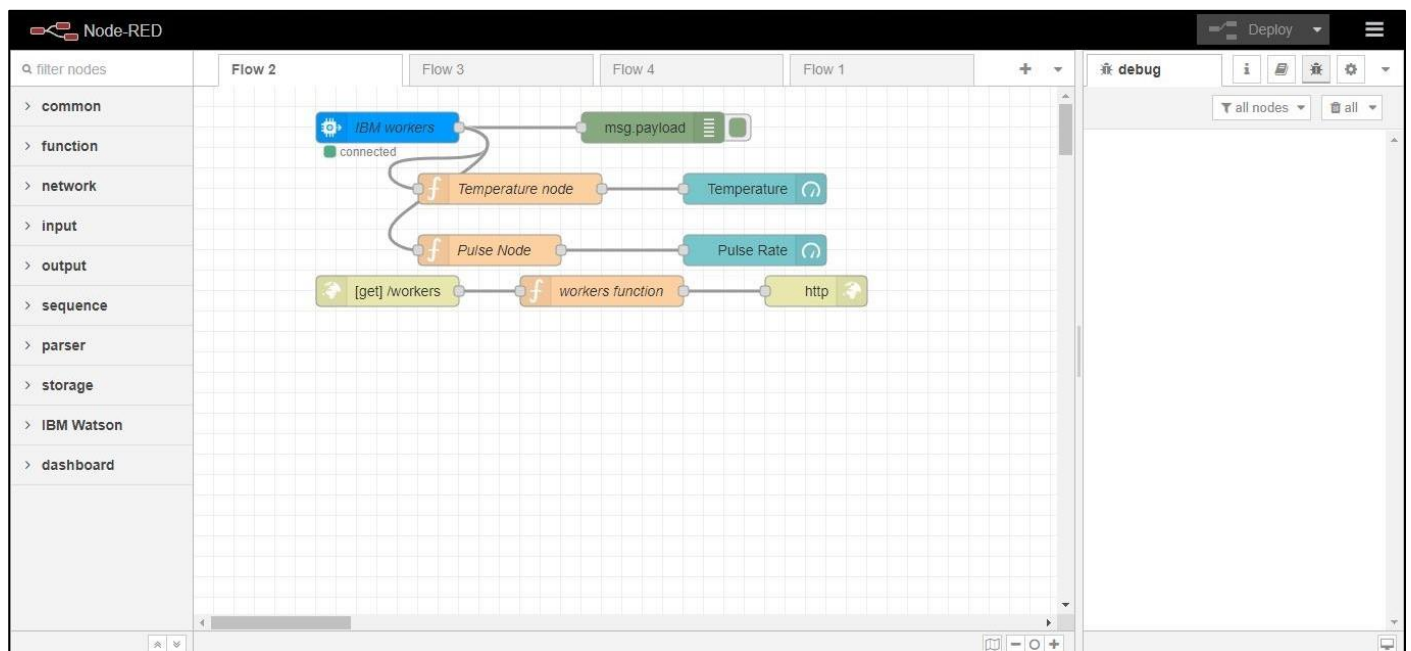 Node-RED
Deploy
filter nodes
Flow 2
Flow 3
Flow 4
Flow 1
debug
i
all nodes
all
common
function
network
input
output
sequence
parser
storage
IBM Watson
dashboard
IBM workers
msg.payload
connected
f
Temperature node
Temperature
f
Pulse Node
Pulse Rate
[get] /workers
f
workers function
http